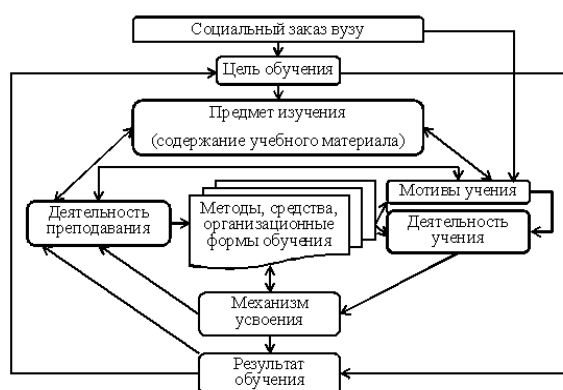 Социальный заказ вузу
Цель обучения
Предмет изучения
(содержание учебного материала)
Мотивы учения
Деятельность
преподавания
Методы, средства,
организационные
формы обучения
Деятельность
учения
Механизм
усвоения
Результат
обучения